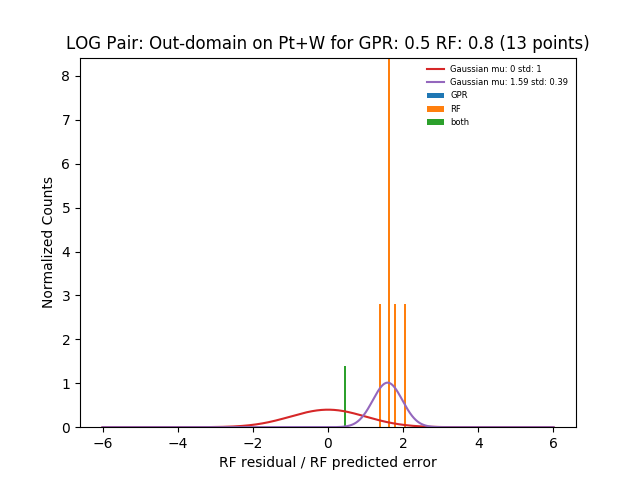 LOG Pair: Out-domain on Pt+W for GPR: 0.5 RF: 0.8 (13 points)
Gaussian mu: 0 std: 1
Gaussian mu: 1.59 std: 0.39
GPR
RF
both
Normalized Counts
8
7
6
5
4
3
2
1
0
−6 −4 −2 0 2 4 6
RF residual / RF predicted error